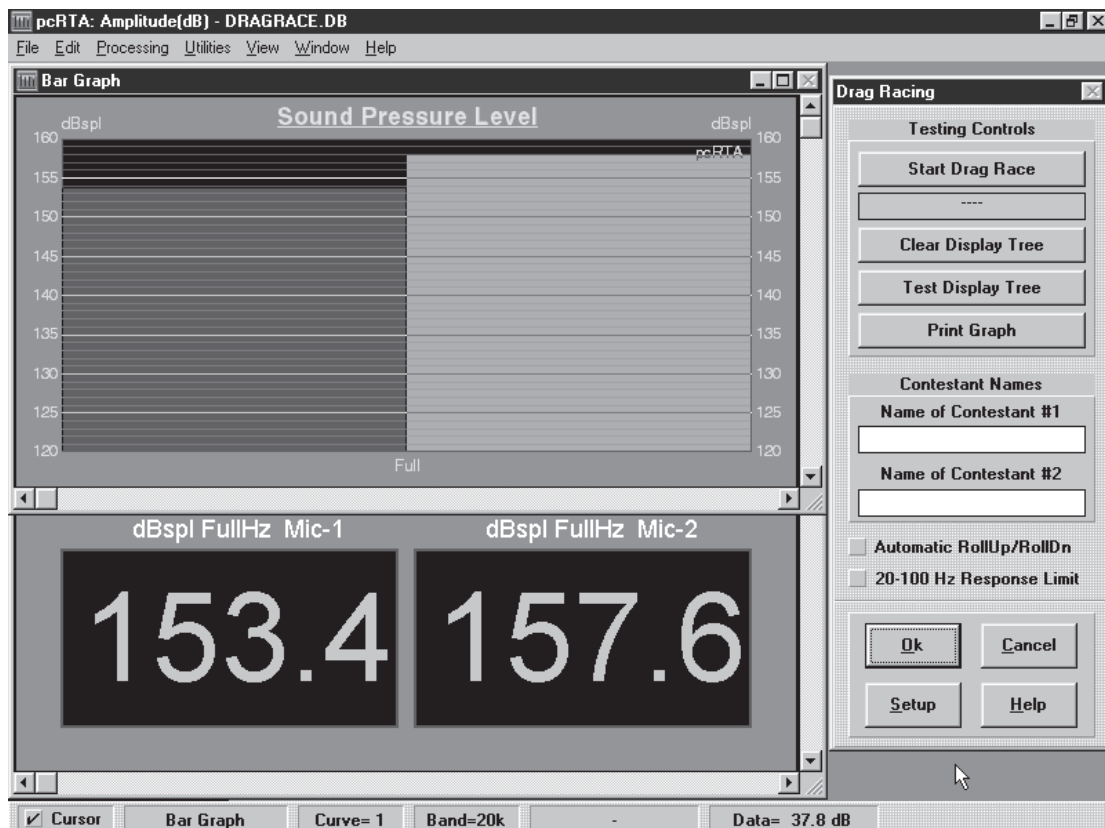 pcRTA: Amplitude(dB) - DRAGRACE.DB
File Edit Processing Utilities View Window Help
Bar Graph
Sound Pressure Level
dBspl
dBspl
pcRTA
160
155
150
145
140
135
130
125
120
160
155
150
145
140
135
130
125
120
Full
dBspl FullHz Mic-1
dBspl FullHz Mic-2
153.4
157.6
Drag Racing
Testing Controls
Start Drag Race
----
Clear Display Tree
Test Display Tree
Print Graph
Contestant Names
Name of Contestant #1
Name of Contestant #2
Automatic RollUp/RollDn
20-100 Hz Response Limit
Ok
Cancel
Setup
Help
Cursor
Bar Graph
Curve= 1
Band=20k
-
Data= 37.8 dB